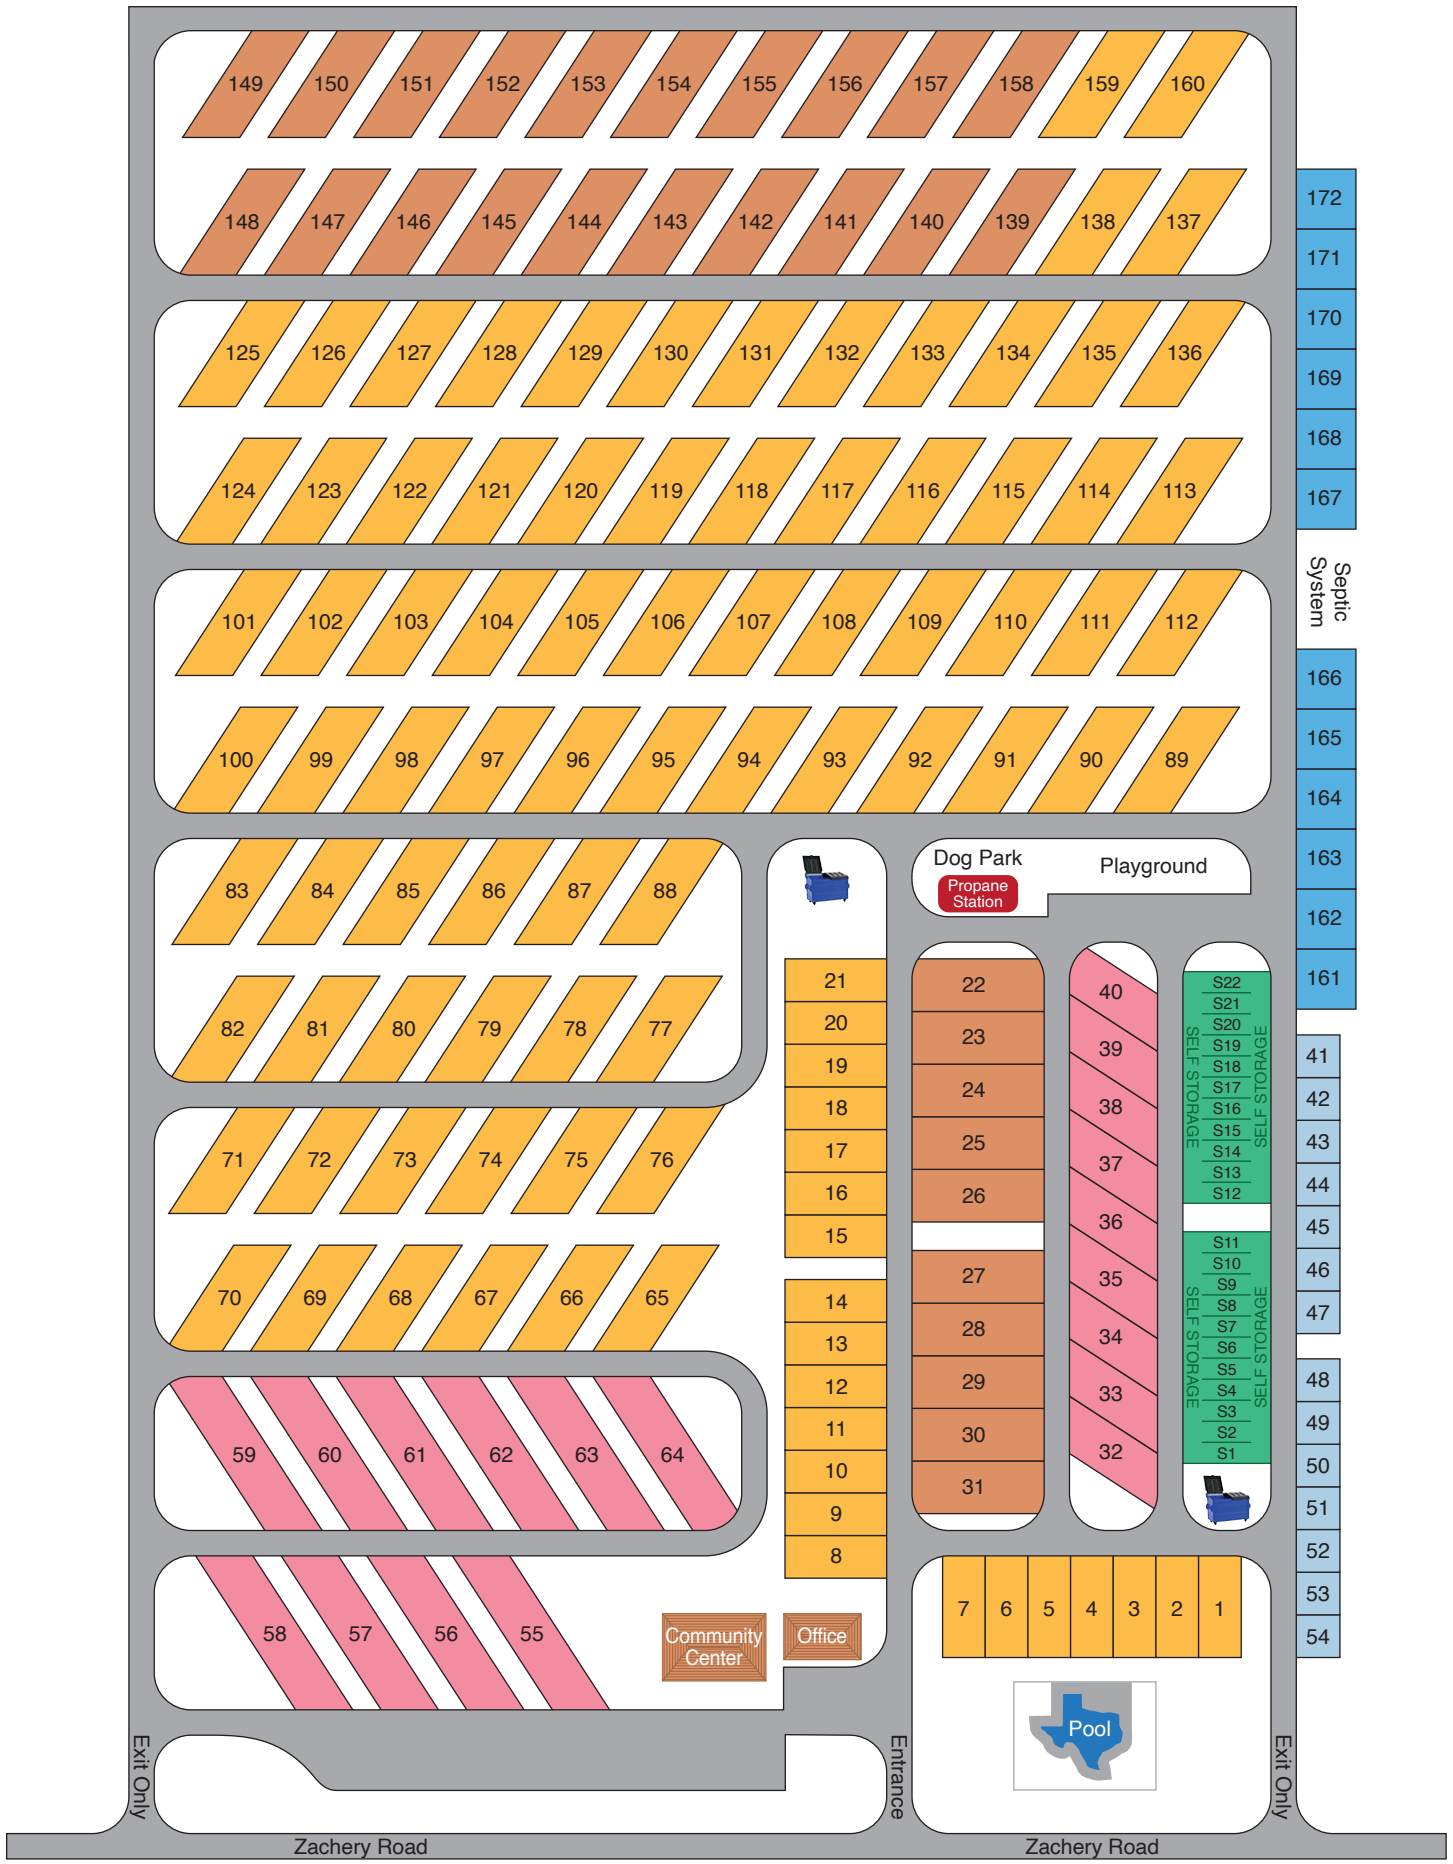 149 150 151 152 153 154 155 156 157 158 159 160
148 147 146 145 144 143 142 141 140 139 138 137
125 126 127 128 129 130 131 132 133 134 135 136
124 123 122 121 120 119 118 117 116 115 114 113
101 102 103 104 105 106 107 108 109 110 111 112
100 99 98 97 96 95 94 93 92 91 90 89
83 84 85 86 87 88
82 81 80 79 78 77
71 72 73 74 75 76
70 69 68 67 66 65
59 60 61 62 63 64
58 57 56 55
Community
Center
Office
21
20
19
18
17
16
15
14
13
12
11
10
9
8
Dog Park
Propane
Station
Playground
22
23
24
25
26
27
28
29
30
31
40
39
38
37
36
35
34
33
32
S22
S21
S20
S19
S18
S17
S16
S15
S14
S13
S12
SELF STORAGE
SELF STORAGE
S11
S10
S9
S8
S7
S6
S5
S4
S3
S2
S1
SELF STORAGE
SELF STORAGE
7 6 5 4 3 2 1
Pool
172
171
170
169
168
167
Septic
System
166
165
164
163
162
161
41
42
43
44
45
46
47
48
49
50
51
52
53
54
Exit Only
Entrance
Exit Only
Zachery Road
Zachery Road